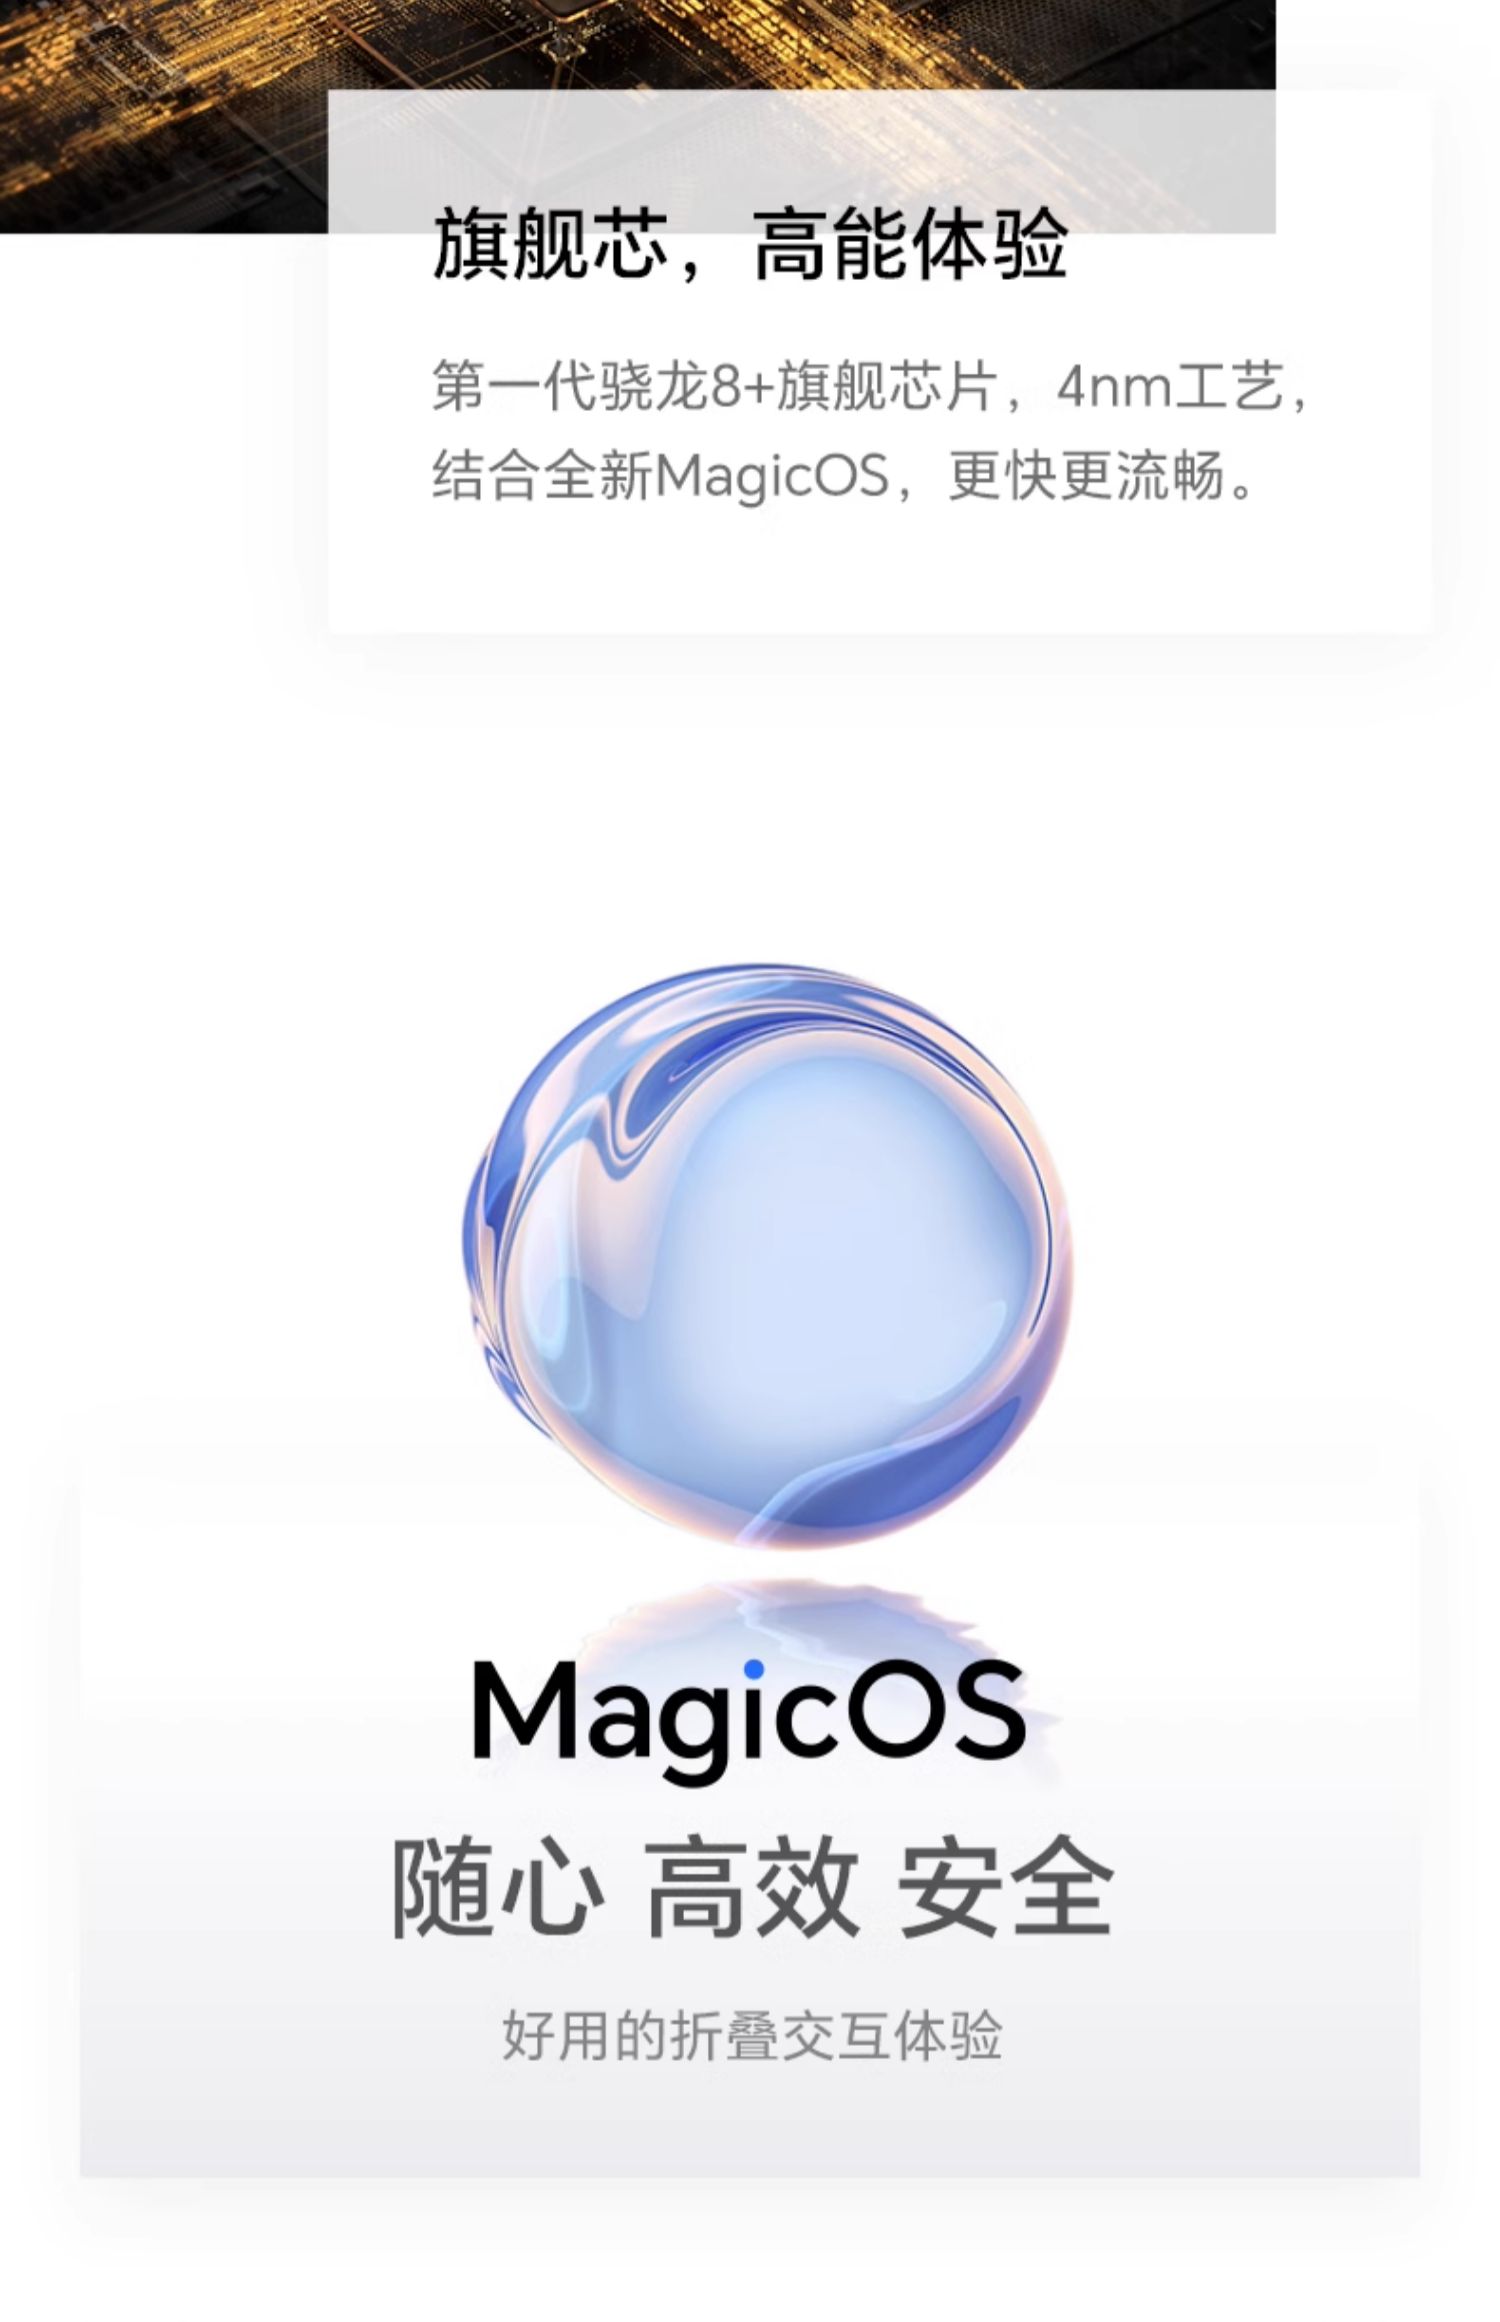 旗舰芯，高能体验
第一代骁龙8+旗舰芯片，4nm工艺，
结合全新MagicOS，更快更流畅。
MagicOS
随心 高效 安全
好用的折叠交互体验